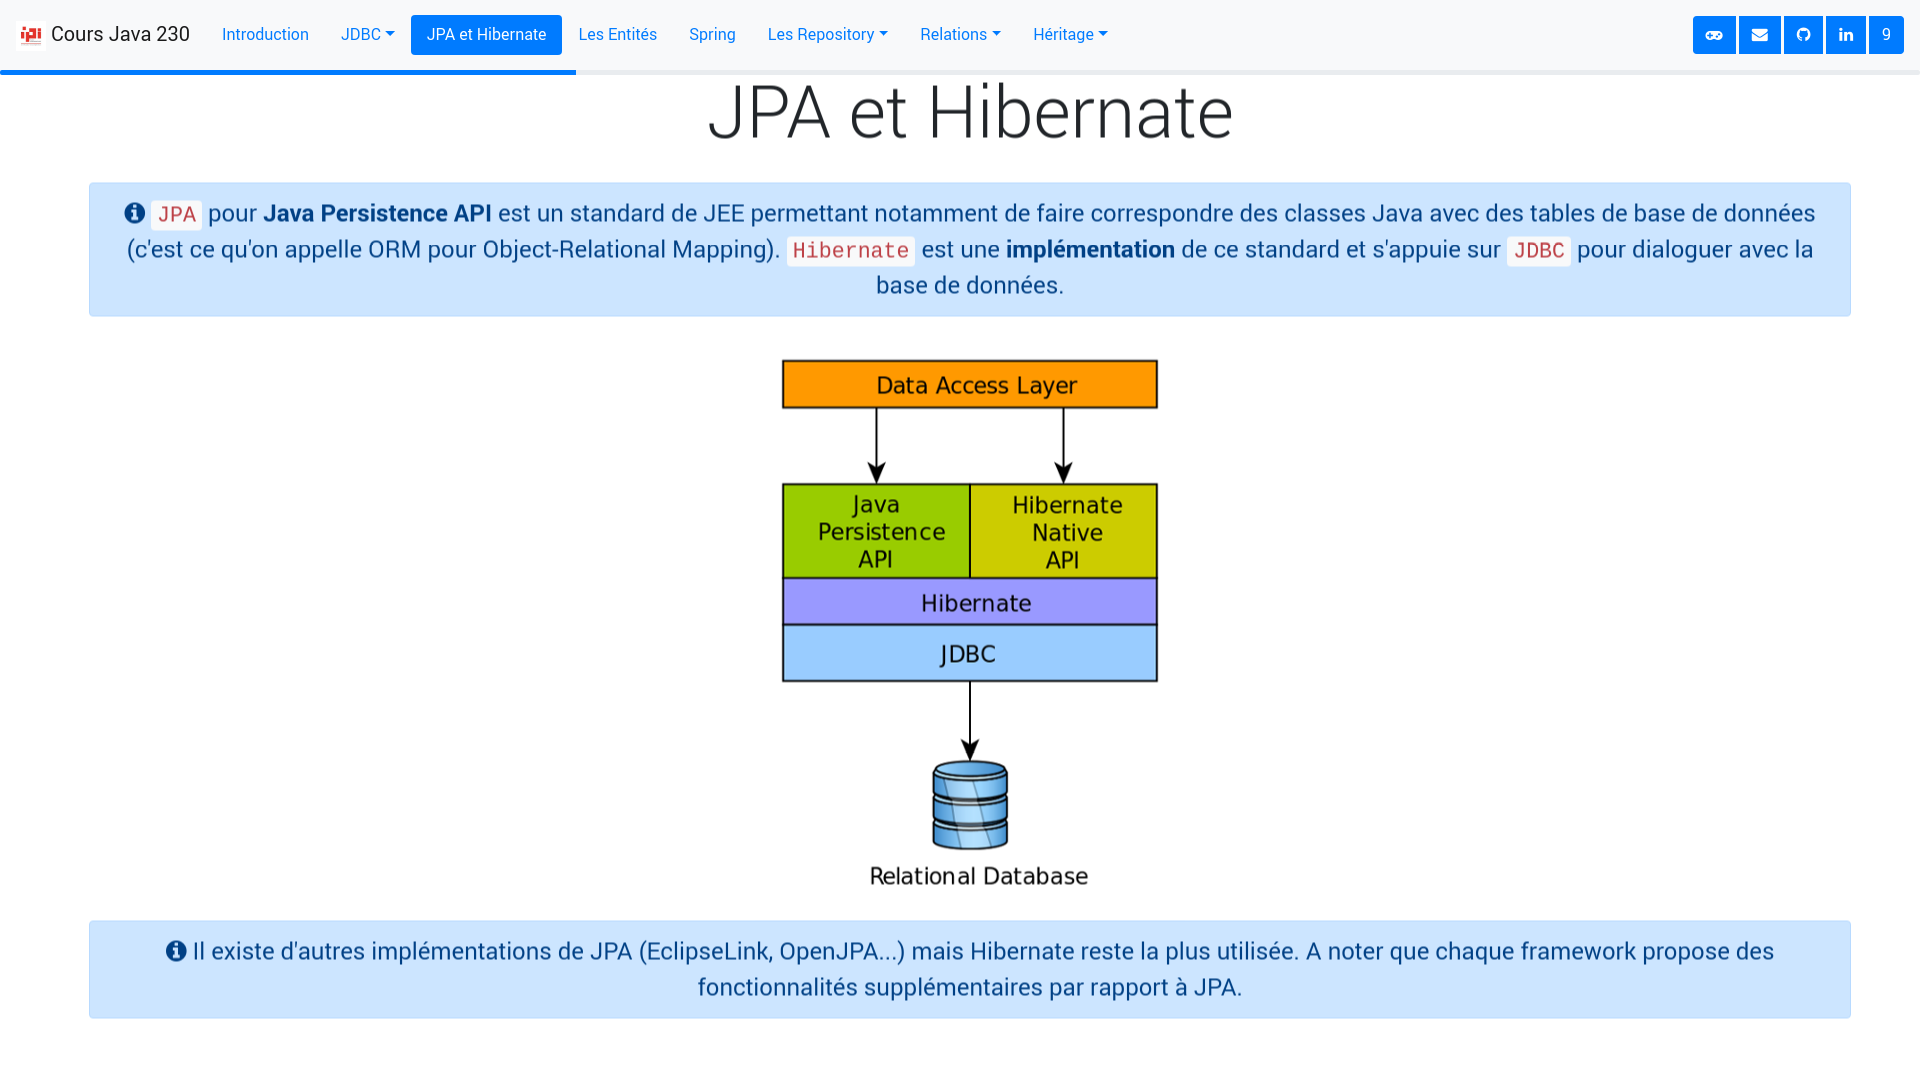 ipi Cours Java 230 Introduction JDBC JPA et Hibernate Les Entités Spring Les Repository Relations Héritage 9
JPA et Hibernate
JPA pour Java Persistence API est un standard de JEE permettant notamment de faire correspondre des classes Java avec des tables de base de données
(c'est ce qu'on appelle ORM pour Object-Relational Mapping). Hibernate est une implémentation de ce standard et s'appuie sur JDBC pour dialoguer avec la
base de données.
Data Access Layer
Java
Persistence
API
Hibernate
Native
API
Hibernate
JDBC
Relational Database
Il existe d'autres implémentations de JPA (EclipseLink, OpenJPA...) mais Hibernate reste la plus utilisée. A noter que chaque framework propose des
fonctionnalités supplémentaires par rapport à JPA.